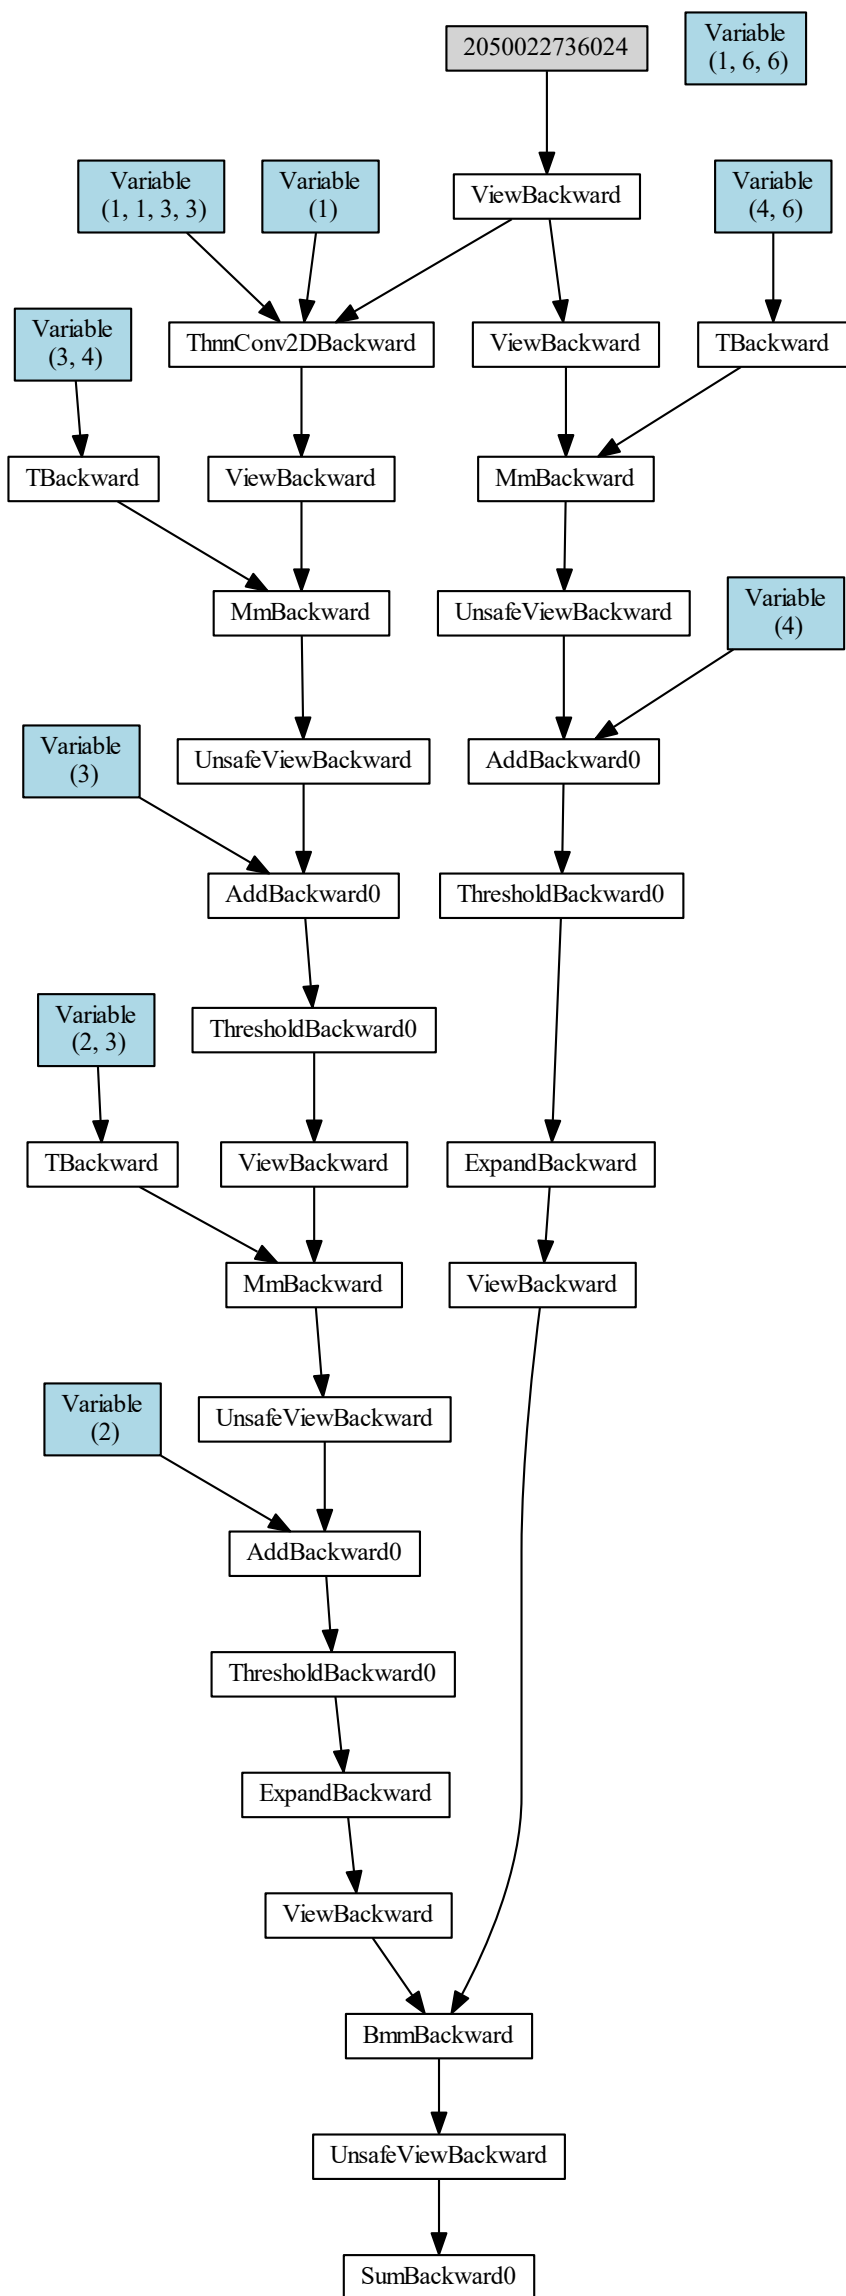 2050022736024
Variable
(1, 6, 6)
Variable
(1, 1, 3, 3)
Variable
(1)
ViewBackward
Variable
(4, 6)
Variable
(3, 4)
ThnnConv2DBackward
ViewBackward
TBackward
TBackward
ViewBackward
MmBackward
MmBackward
UnsafeViewBackward
Variable
(4)
Variable
(3)
UnsafeViewBackward
AddBackward0
AddBackward0
ThresholdBackward0
Variable
(2, 3)
ThresholdBackward0
TBackward
ViewBackward
ExpandBackward
MmBackward
ViewBackward
Variable
(2)
UnsafeViewBackward
AddBackward0
ThresholdBackward0
ExpandBackward
ViewBackward
BmmBackward
UnsafeViewBackward
SumBackward0